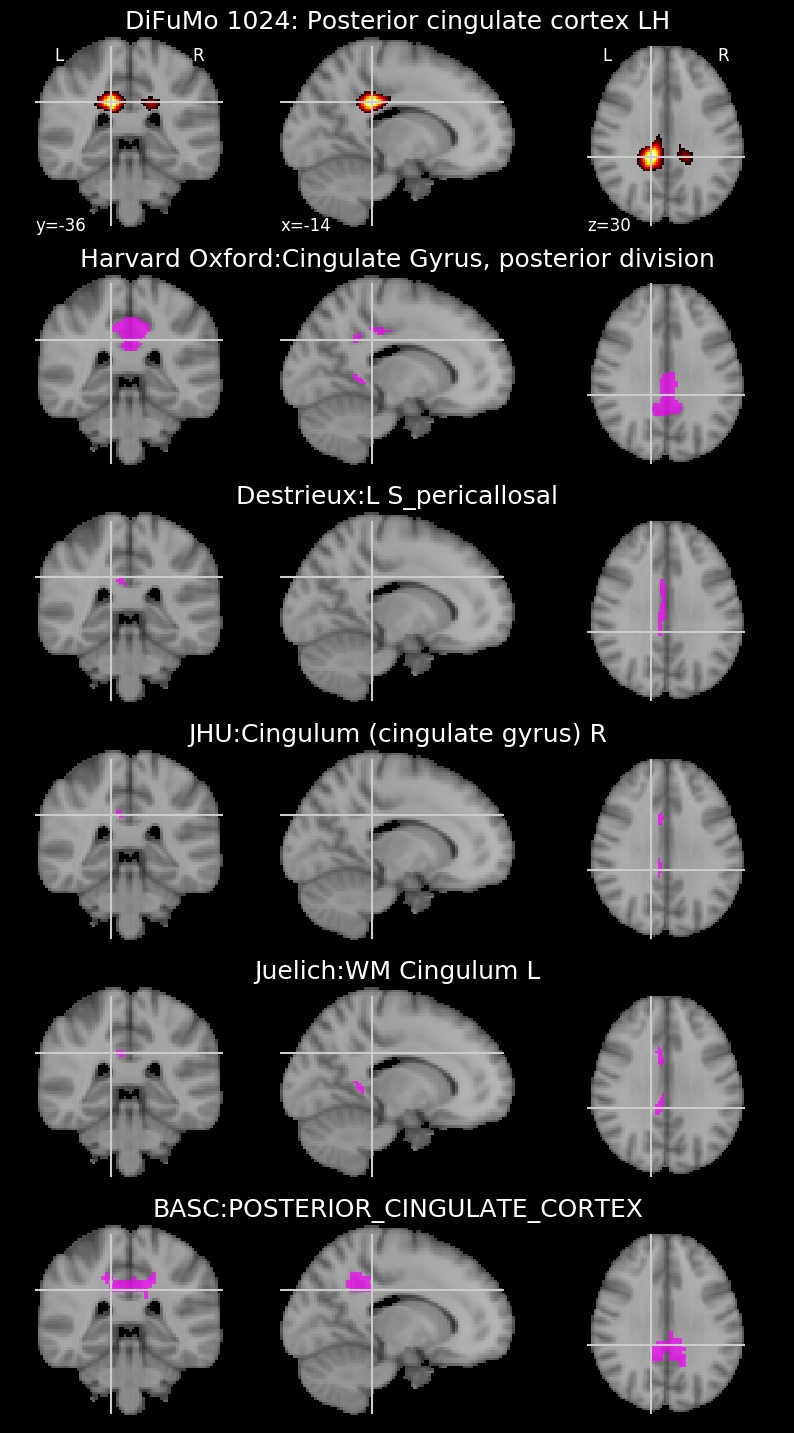 DiFuMo 1024: Posterior cingulate cortex LH
L R L R
y=-36 x=-14 z=30
Harvard Oxford:Cingulate Gyrus, posterior division
Destrieux:L S_pericallosal
JHU:Cingulum (cingulate gyrus) R
Juelich:WM Cingulum L
BASC:POSTERIOR_CINGULATE_CORTEX